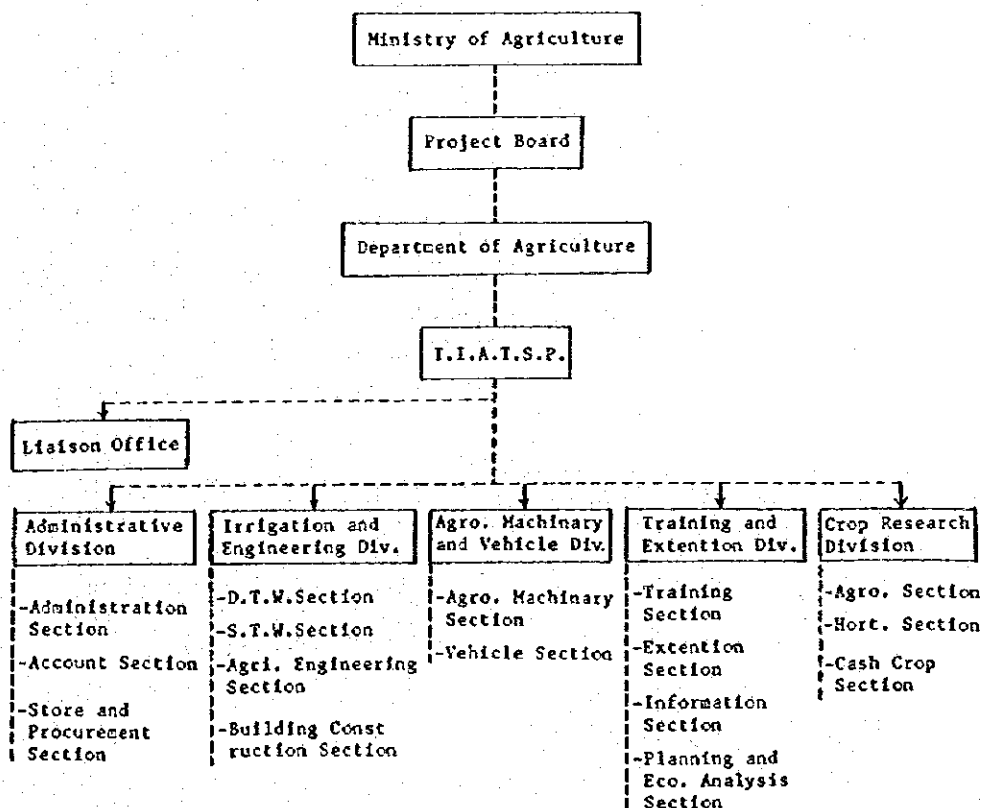 Ministry of Agriculture
Project Board
Department of Agriculture
T.I.A.T.S.P.
Liaison Office
Administrative
Division
-Administration
Section
-Account Section
-Store and
Procurement
Section
Irrigation and
Engineering Div.
-D.T.W.Section
-S.T.W.Section
-Agri. Engineering
Section
-Building Const
ruction Section
Agro. Machinary
and Vehicle Div.
-Agro. Machinary
Section
-Vehicle Section
Training and
Extention Div.
-Training
Section
-Extention
Section
-Information
Section
-Planning and
Eco. Analysis
Section
Crop Research
Division
-Agro. Section
-Hort. Section
-Cash Crop
Section